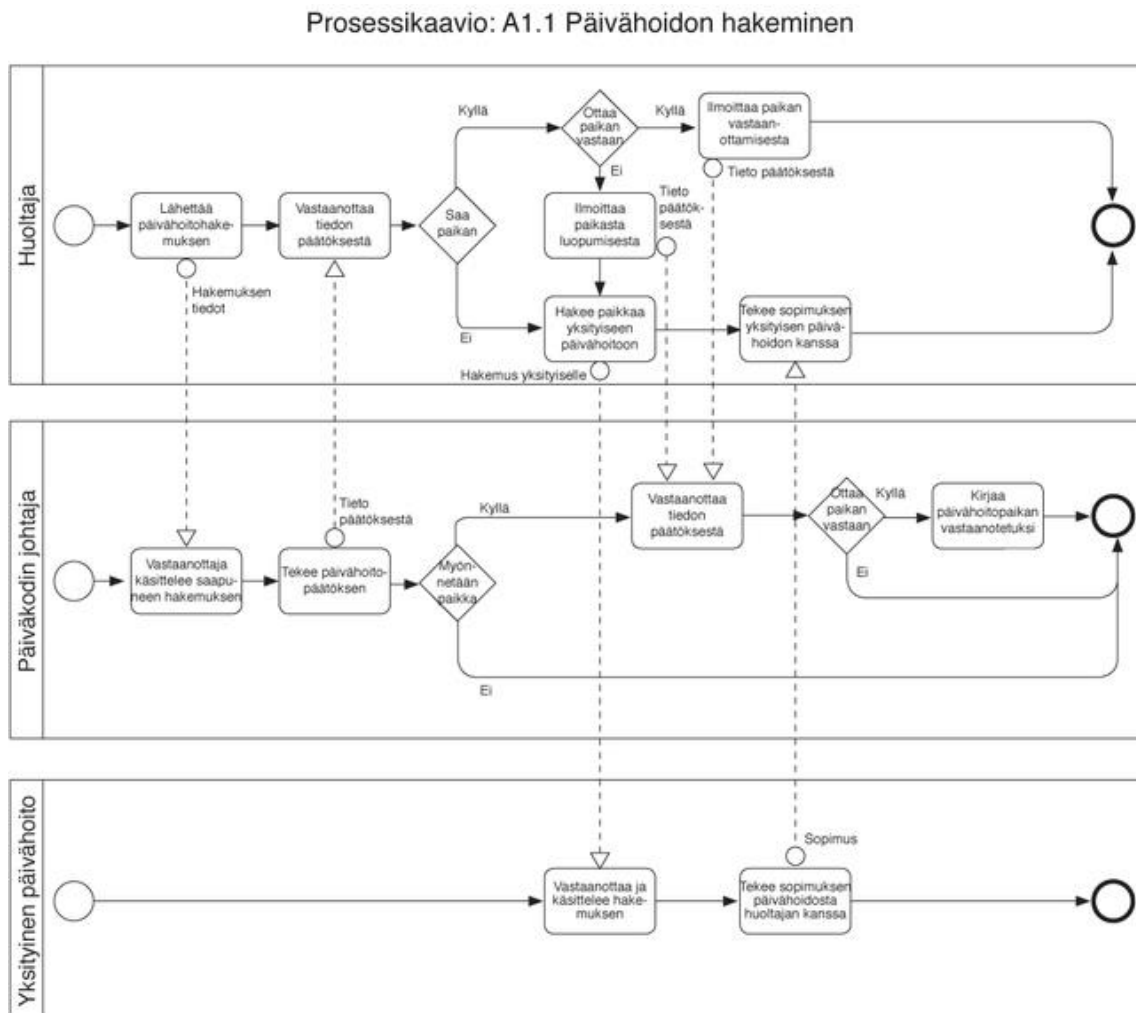 Prosessikaavio: A1.1 Päivähoidon hakeminen
Huoltaja
Lähettää
päivähoitohake-
muksen
Hakemuksen
tiedot
Vastaanottaa
tiedon
päätöksestä
Saa
paikan
Kyllä
Ei
Ottaa
paikan
vastaan
Kyllä
Ei
Ilmoittaa
paikasta
luopumisesta
Tieto
päätök-
sestä
Ilmoittaa paikan
vastaan-
ottamisesta
Tieto päätöksestä
Hakee paikkaa
yksityiseen
päivähoitoon
Hakemus yksityiselle
Tekee sopimuksen
yksityisen päivä-
hoidon kanssa
Päiväkodin johtaja
Vastaanottaja
käsittelee saapu-
neen hakemuksen
Tieto
päätöksestä
Tekee päivähoito-
päätöksen
Myön-
netään
paikka
Kyllä
Ei
Vastaanottaa
tiedon
päätöksestä
Ottaa
paikan
vastaan
Kyllä
Ei
Kirjaa
päivähoitopaikan
vastaanotetuksi
Yksityinen päivähoito
Vastaanottaa ja
käsittelee hake-
muksen
Sopimus
Tekee sopimuksen
päivähoidosta
huoltajan kanssa